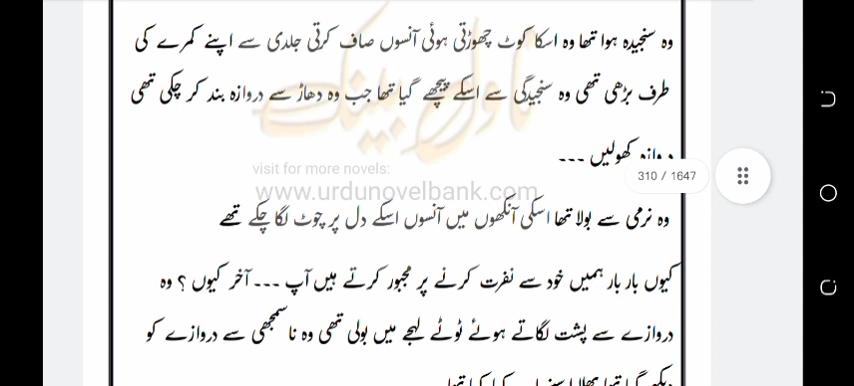 وہ سنجیدہ ہوا تھا وہ اسکا کوٹ چھوڑتی ہوئی آنسوں صاف کرتی جلدی سے اپنے کمرے کی
طرف بڑھی تھی وہ سنجیدگی سے اسکے پیچھے گیا تھا جب وہ دھاڑ سے دروازہ بند کر چکی تھی
دروازہ کھولیں ---
310 / 1647
visit for more novels:
www.urdunovelbank.com
وہ نرمی سے بولا تھا اسکی آنکھوں میں آنسوں اسکے دل پر چوٹ لگا چکے تھے
کیوں بار بار ہمیں خود سے نفرت کرنے پر مجبور کرتے ہیں آپ --- آخر کیوں ؟ وہ
دروازے سے پشت لگاتے ہوئے ٹوٹے لہجے میں بولی تھی وہ ناسمجھی سے دروازے کو